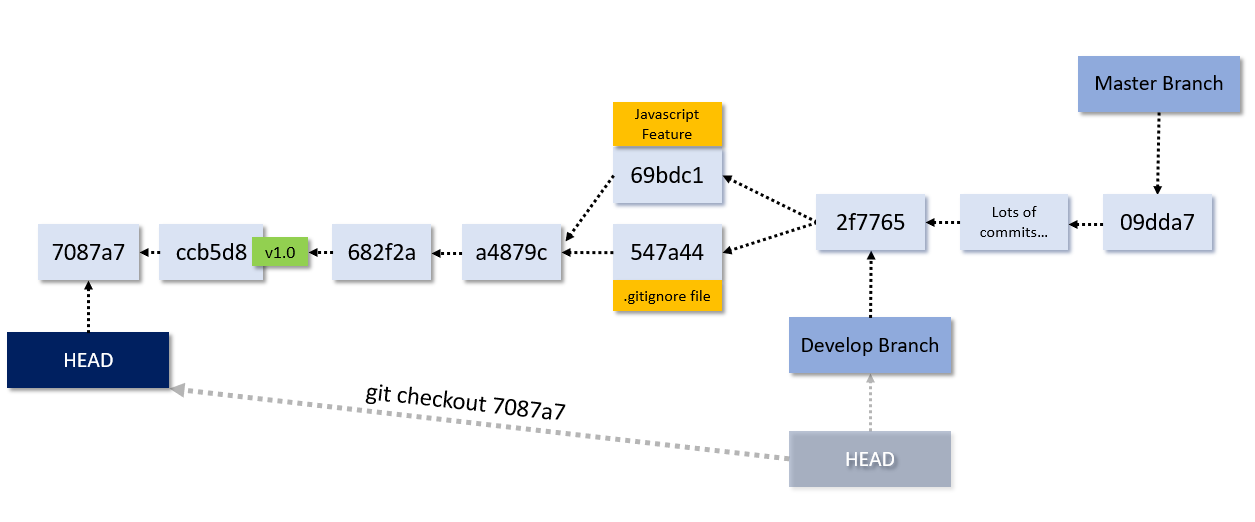 Master Branch
Javascript
Feature
69bdc1
2f7765
Lots of
commits...
09dda7
7087a7
ccb5d8
v1.0
682f2a
a4879c
547a44
.gitignore file
HEAD
Develop Branch
git checkout 7087a7
HEAD